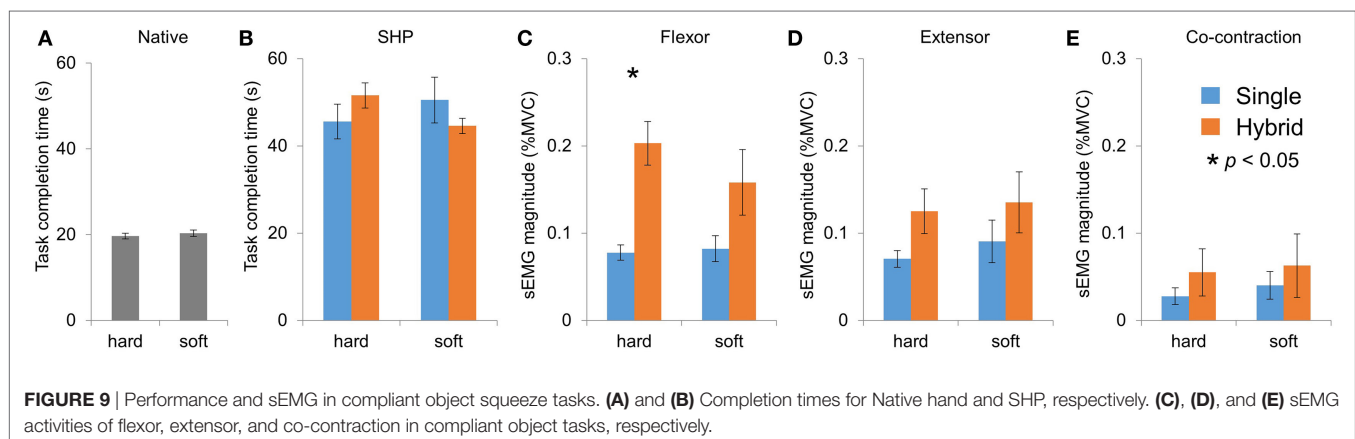 A Native
Task completion time (s)
60
40
20
0
hard soft
B SHP
Task completion time (s)
60
40
20
0
hard soft
C Flexor
sEMG magnitude (%MVC)
0.3
0.2
0.1
0
*
hard soft
D Extensor
sEMG magnitude (%MVC)
0.3
0.2
0.1
0
hard soft
E Co-contraction
sEMG magnitude (%MVC)
0.3
0.2
0.1
0
Single
Hybrid
* p < 0.05
hard soft
FIGURE 9 | Performance and sEMG in compliant object squeeze tasks. (A) and (B) Completion times for Native hand and SHP, respectively. (C), (D), and (E) sEMG
activities of flexor, extensor, and co-contraction in compliant object tasks, respectively.